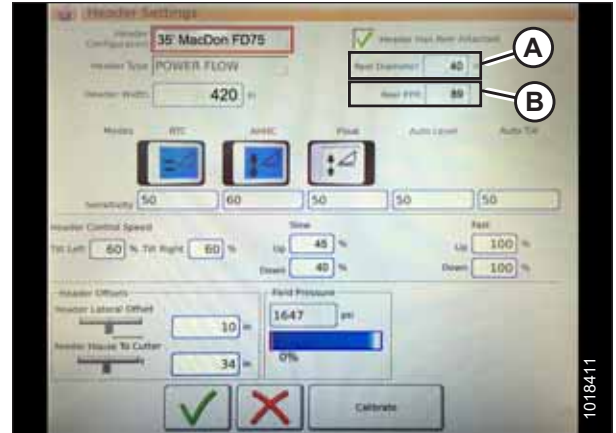 Header Settings
Header Configuration 35' MacDon FD75
Header Has Reel Attached
A
Header Type POWER FLOW
Reel Diameter 40 in
Header Width 420 in
Reel PPR 89
B
Modes RTC AHHC Float Auto Level Auto Tilt
Sensitivity 50 60 50 50 50
Header Control Speed
Slow
Fast
Tilt Left 60 % Tilt Right 60 %
Up 45 %
Up 100 %
Down 40 %
Down 100 %
Header Offsets
Header Lateral Offset
10 in
Feeder House To Cutter
34 in
Field Pressure
1647 psi
0%
Calibrate
1018411